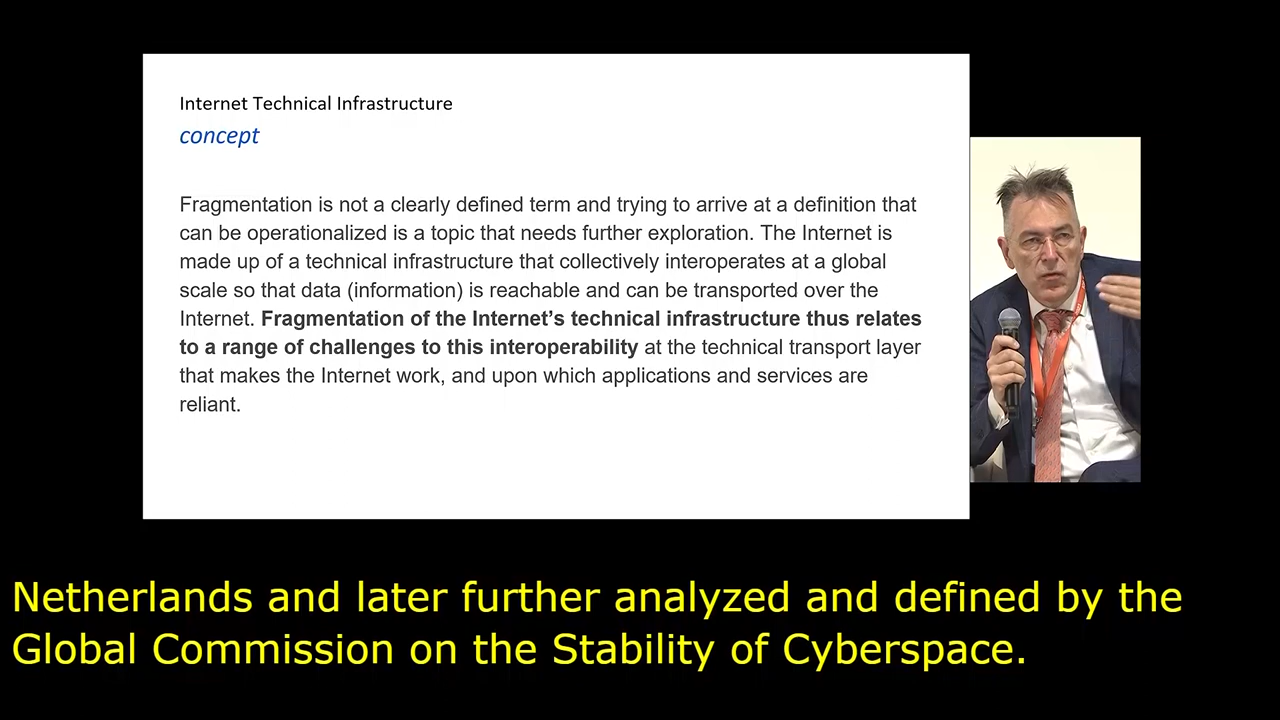 Internet Technical Infrastructure
concept
Fragmentation is not a clearly defined term and trying to arrive at a definition that
can be operationalized is a topic that needs further exploration. The Internet is
made up of a technical infrastructure that collectively interoperates at a global
scale so that data (information) is reachable and can be transported over the
Internet. Fragmentation of the Internet’s technical infrastructure thus relates
to a range of challenges to this interoperability at the technical transport layer
that makes the Internet work, and upon which applications and services are
reliant.
Netherlands and later further analyzed and defined by the
Global Commission on the Stability of Cyberspace.